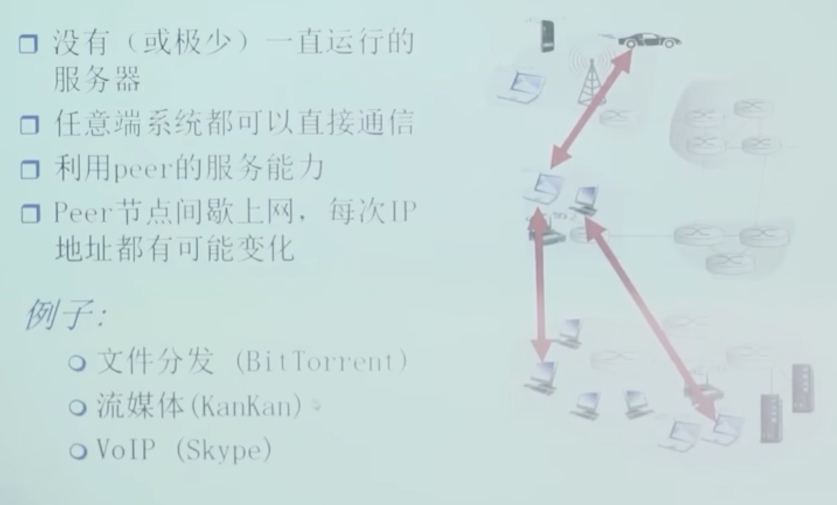 没有（或极少）一直运行的
服务器
任意端系统都可以直接通信
利用peer的服务能力
Peer节点间歇上网，每次IP
地址都有可能变化
例子:
文件分发 (BitTorrent)
流媒体(KanKan)
VoIP (Skype)